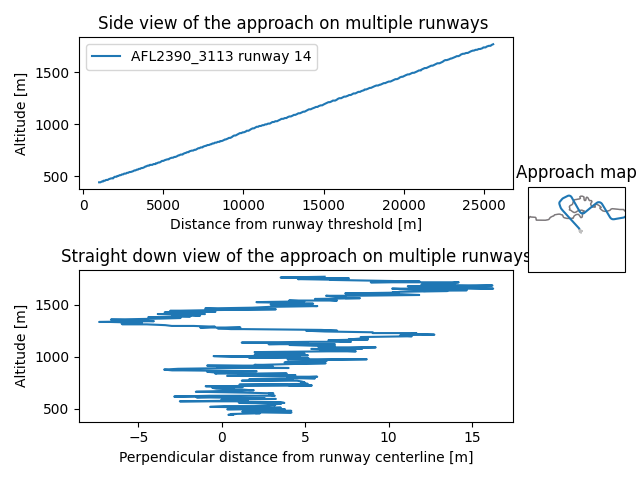 Side view of the approach on multiple runways
AFL2390_3113 runway 14
Altitude [m]
1500
1000
500
0
5000
10000
15000
20000
25000
Distance from runway threshold [m]
Approach map
Straight down view of the approach on multiple runways
Altitude [m]
1500
1000
500
−5
0
5
10
15
Perpendicular distance from runway centerline [m]